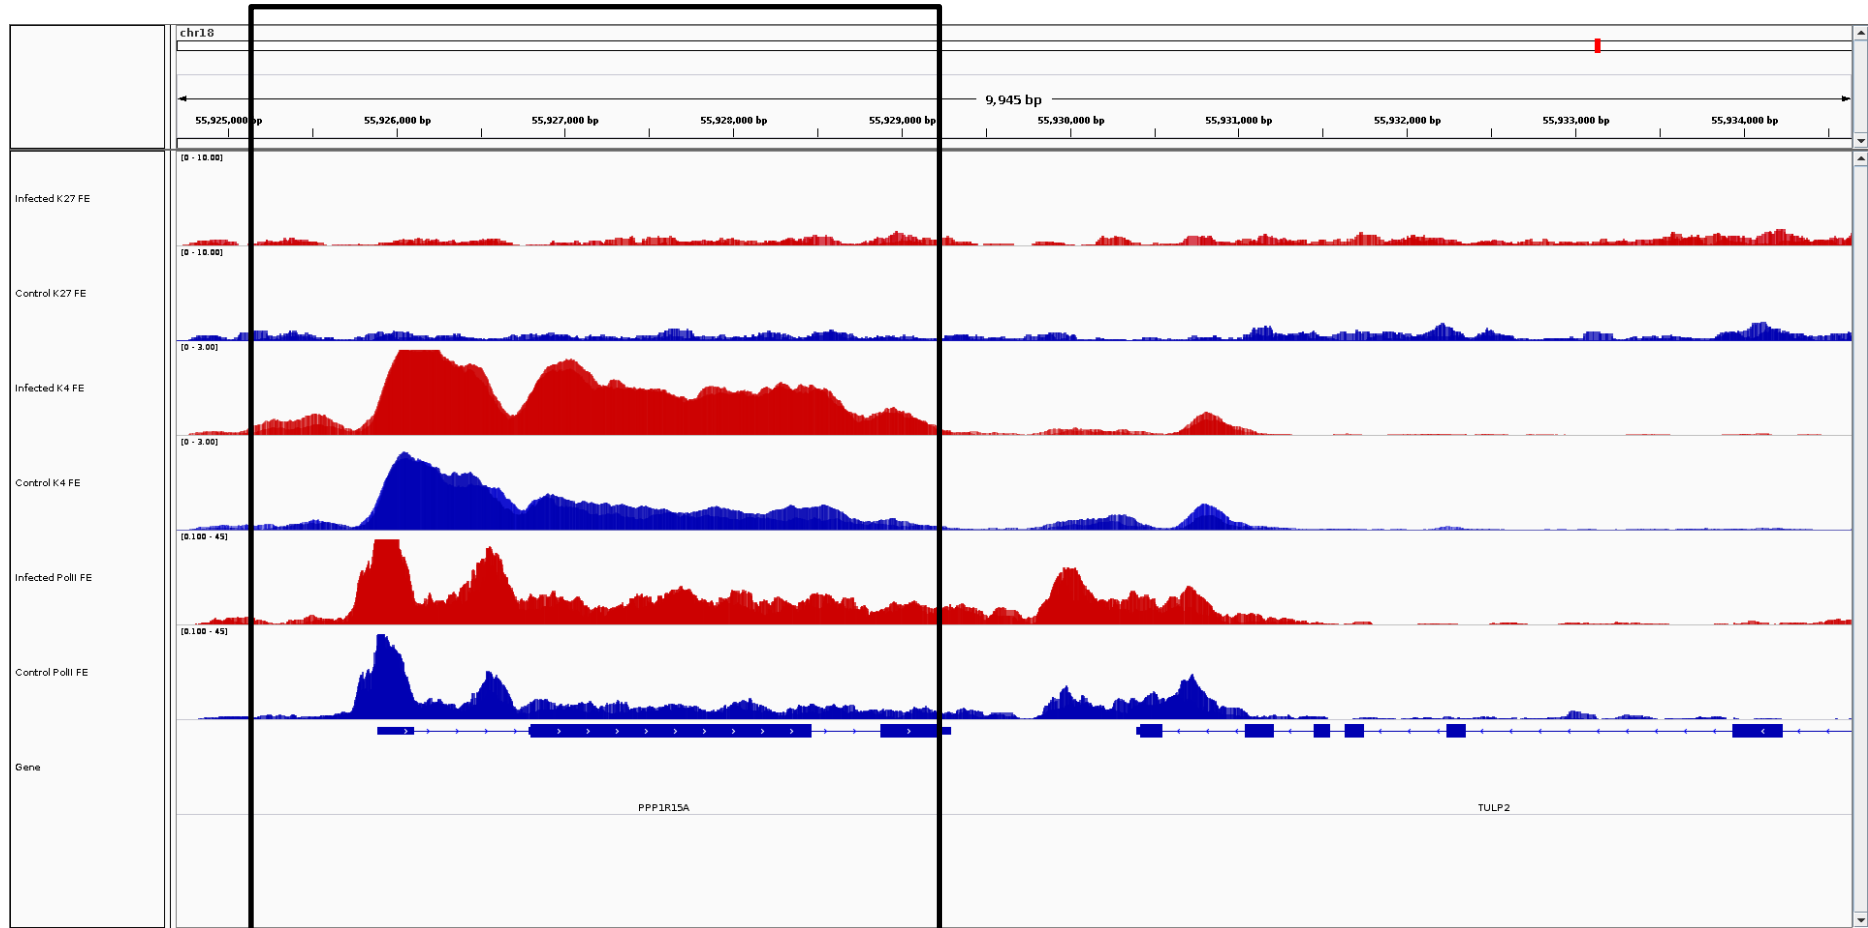 chr18
9,945 bp
55,925,000 bp 55,926,000 bp 55,927,000 bp 55,928,000 bp 55,929,000 bp 55,930,000 bp 55,931,000 bp 55,932,000 bp 55,933,000 bp 55,934,000 bp
[0 - 10.00]
Infected K27 FE
[0 - 10.00]
Control K27 FE
[0 - 3.00]
Infected K4 FE
[0 - 3.00]
Control K4 FE
[0.100 - 45]
Infected PolII FE
[0.100 - 45]
Control PolII FE
Gene
PPP1R15A TULP2